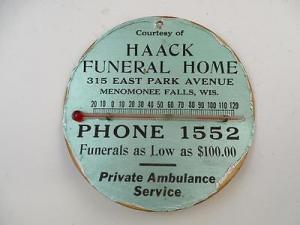 Courtesy of
HAACK
FUNERAL HOME
315 EAST PARK AVENUE
MENOMONEE FALLS, WIS.
20 10 0 10 20 30 40 50 60 70 80 90 100 110 120
PHONE 1552
Funerals as Low as $100.00
Private Ambulance
Service